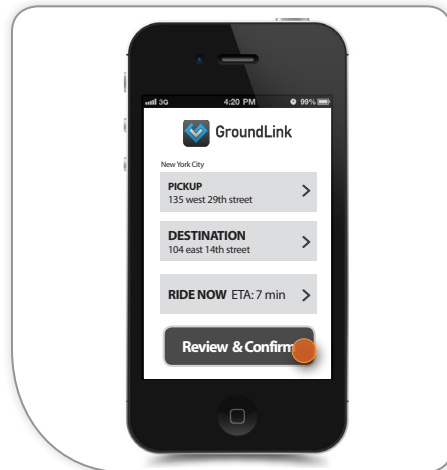 3G 4:20 PM 99%
GroundLink
New York City
PICKUP
135 west 29th street
DESTINATION
104 east 14th street
RIDE NOW ETA: 7 min
Review & Confirm